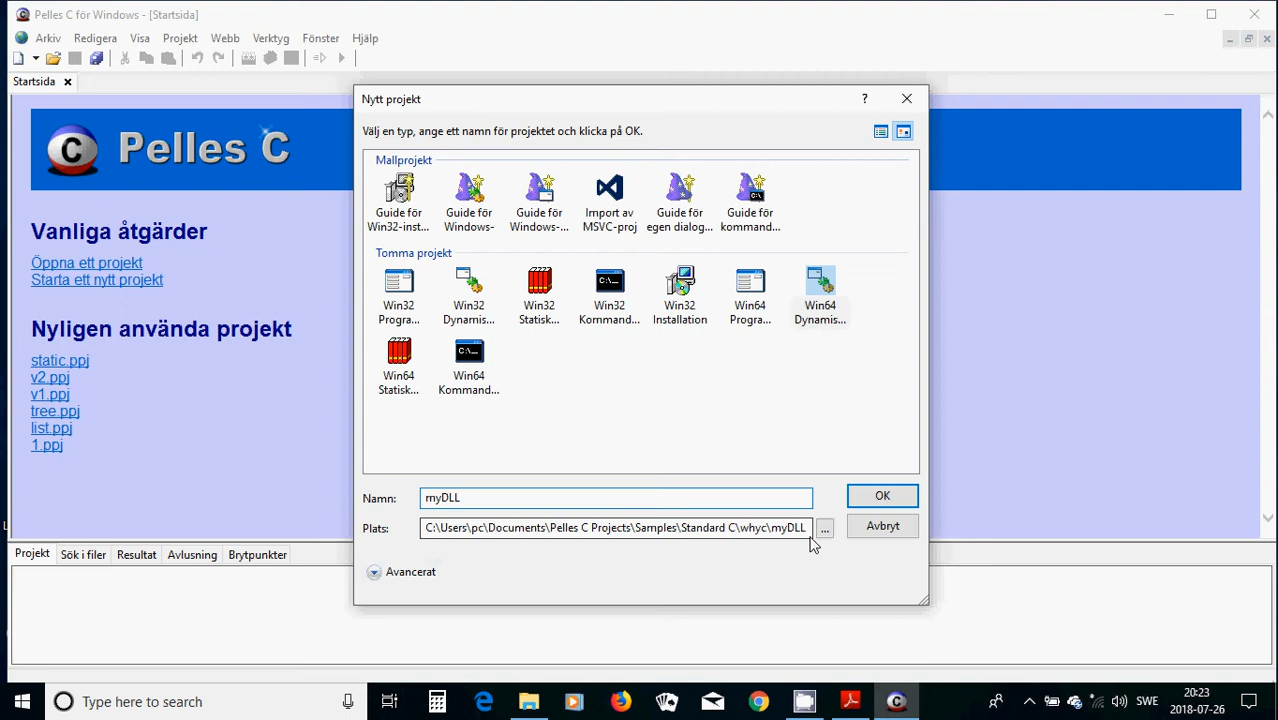 Pelles C för Windows - [Startsida]
Arkiv Redigera Visa Projekt Webb Verktyg Fönster Hjälp
Startsida
Pelles C
Vanliga åtgärder
Öppna ett projekt
Starta ett nytt projekt
Nyligen använda projekt
static.ppj
v2.ppj
v1.ppj
tree.ppj
list.ppj
1.ppj
Nytt projekt
?
Välj en typ, ange ett namn för projektet och klicka på OK.
Mallprojekt
Guide för Win32-inst...
Guide för Windows-
Guide för Windows-...
Import av MSVC-proj
Guide för egen dialog...
Guide för kommand...
Tomma projekt
Win32 Progra...
Win32 Dynamis...
Win32 Statisk...
Win32 Kommand...
Win32 Installation
Win64 Progra...
Win64 Dynamis...
Win64 Statisk...
Win64 Kommand...
Namn: myDLL
OK
Plats: C:\Users\pc\Documents\Pelles C Projects\Samples\Standard C\whyc\myDLL ...
Avbryt
Avancerat
Projekt Sök i filer Resultat Avlusning Brytpunkter
Type here to search
SWE
20:23
2018-07-26